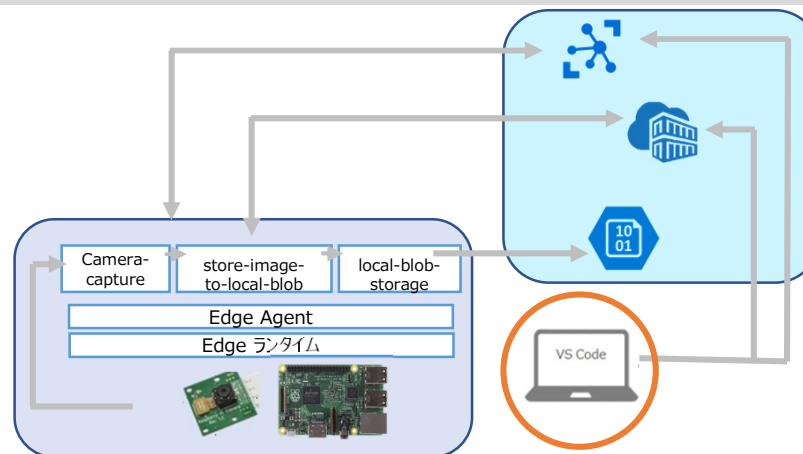 10
01
Camera-
capture
store-image-
to-local-blob
local-blob-
storage
Edge Agent
Edge ランタイム
VS Code